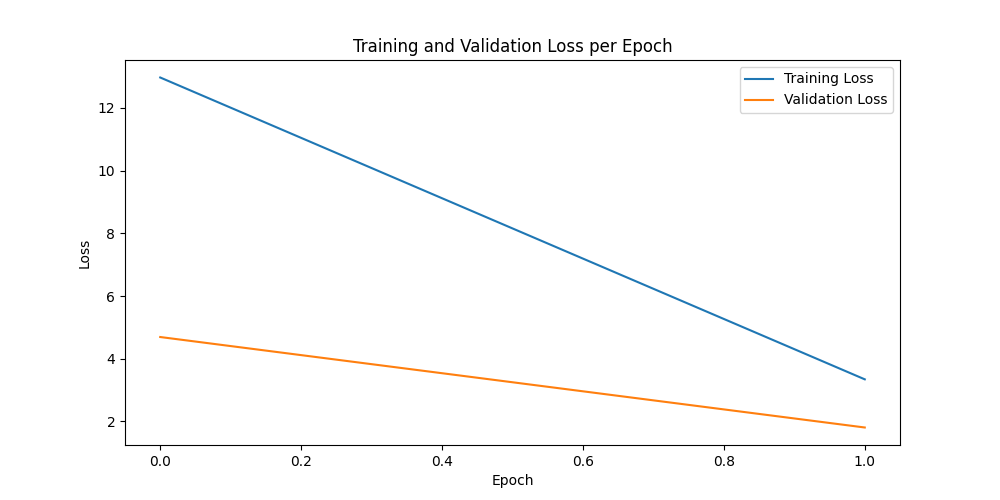 Training and Validation Loss per Epoch
Training Loss
Validation Loss
12
10
8
6
4
2
Loss
0.0 0.2 0.4 0.6 0.8 1.0
Epoch